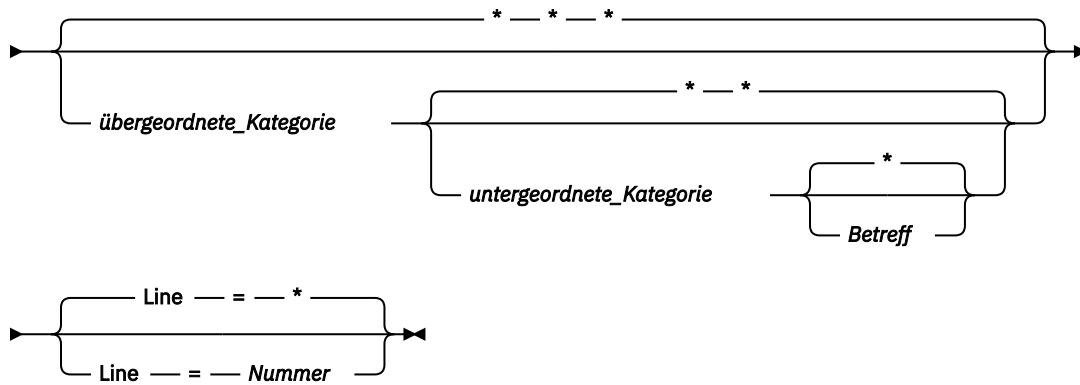 * * *
übergeordnete_Kategorie
* *
untergeordnete_Kategorie
*
Betreff
Line = *
Line = Nummer